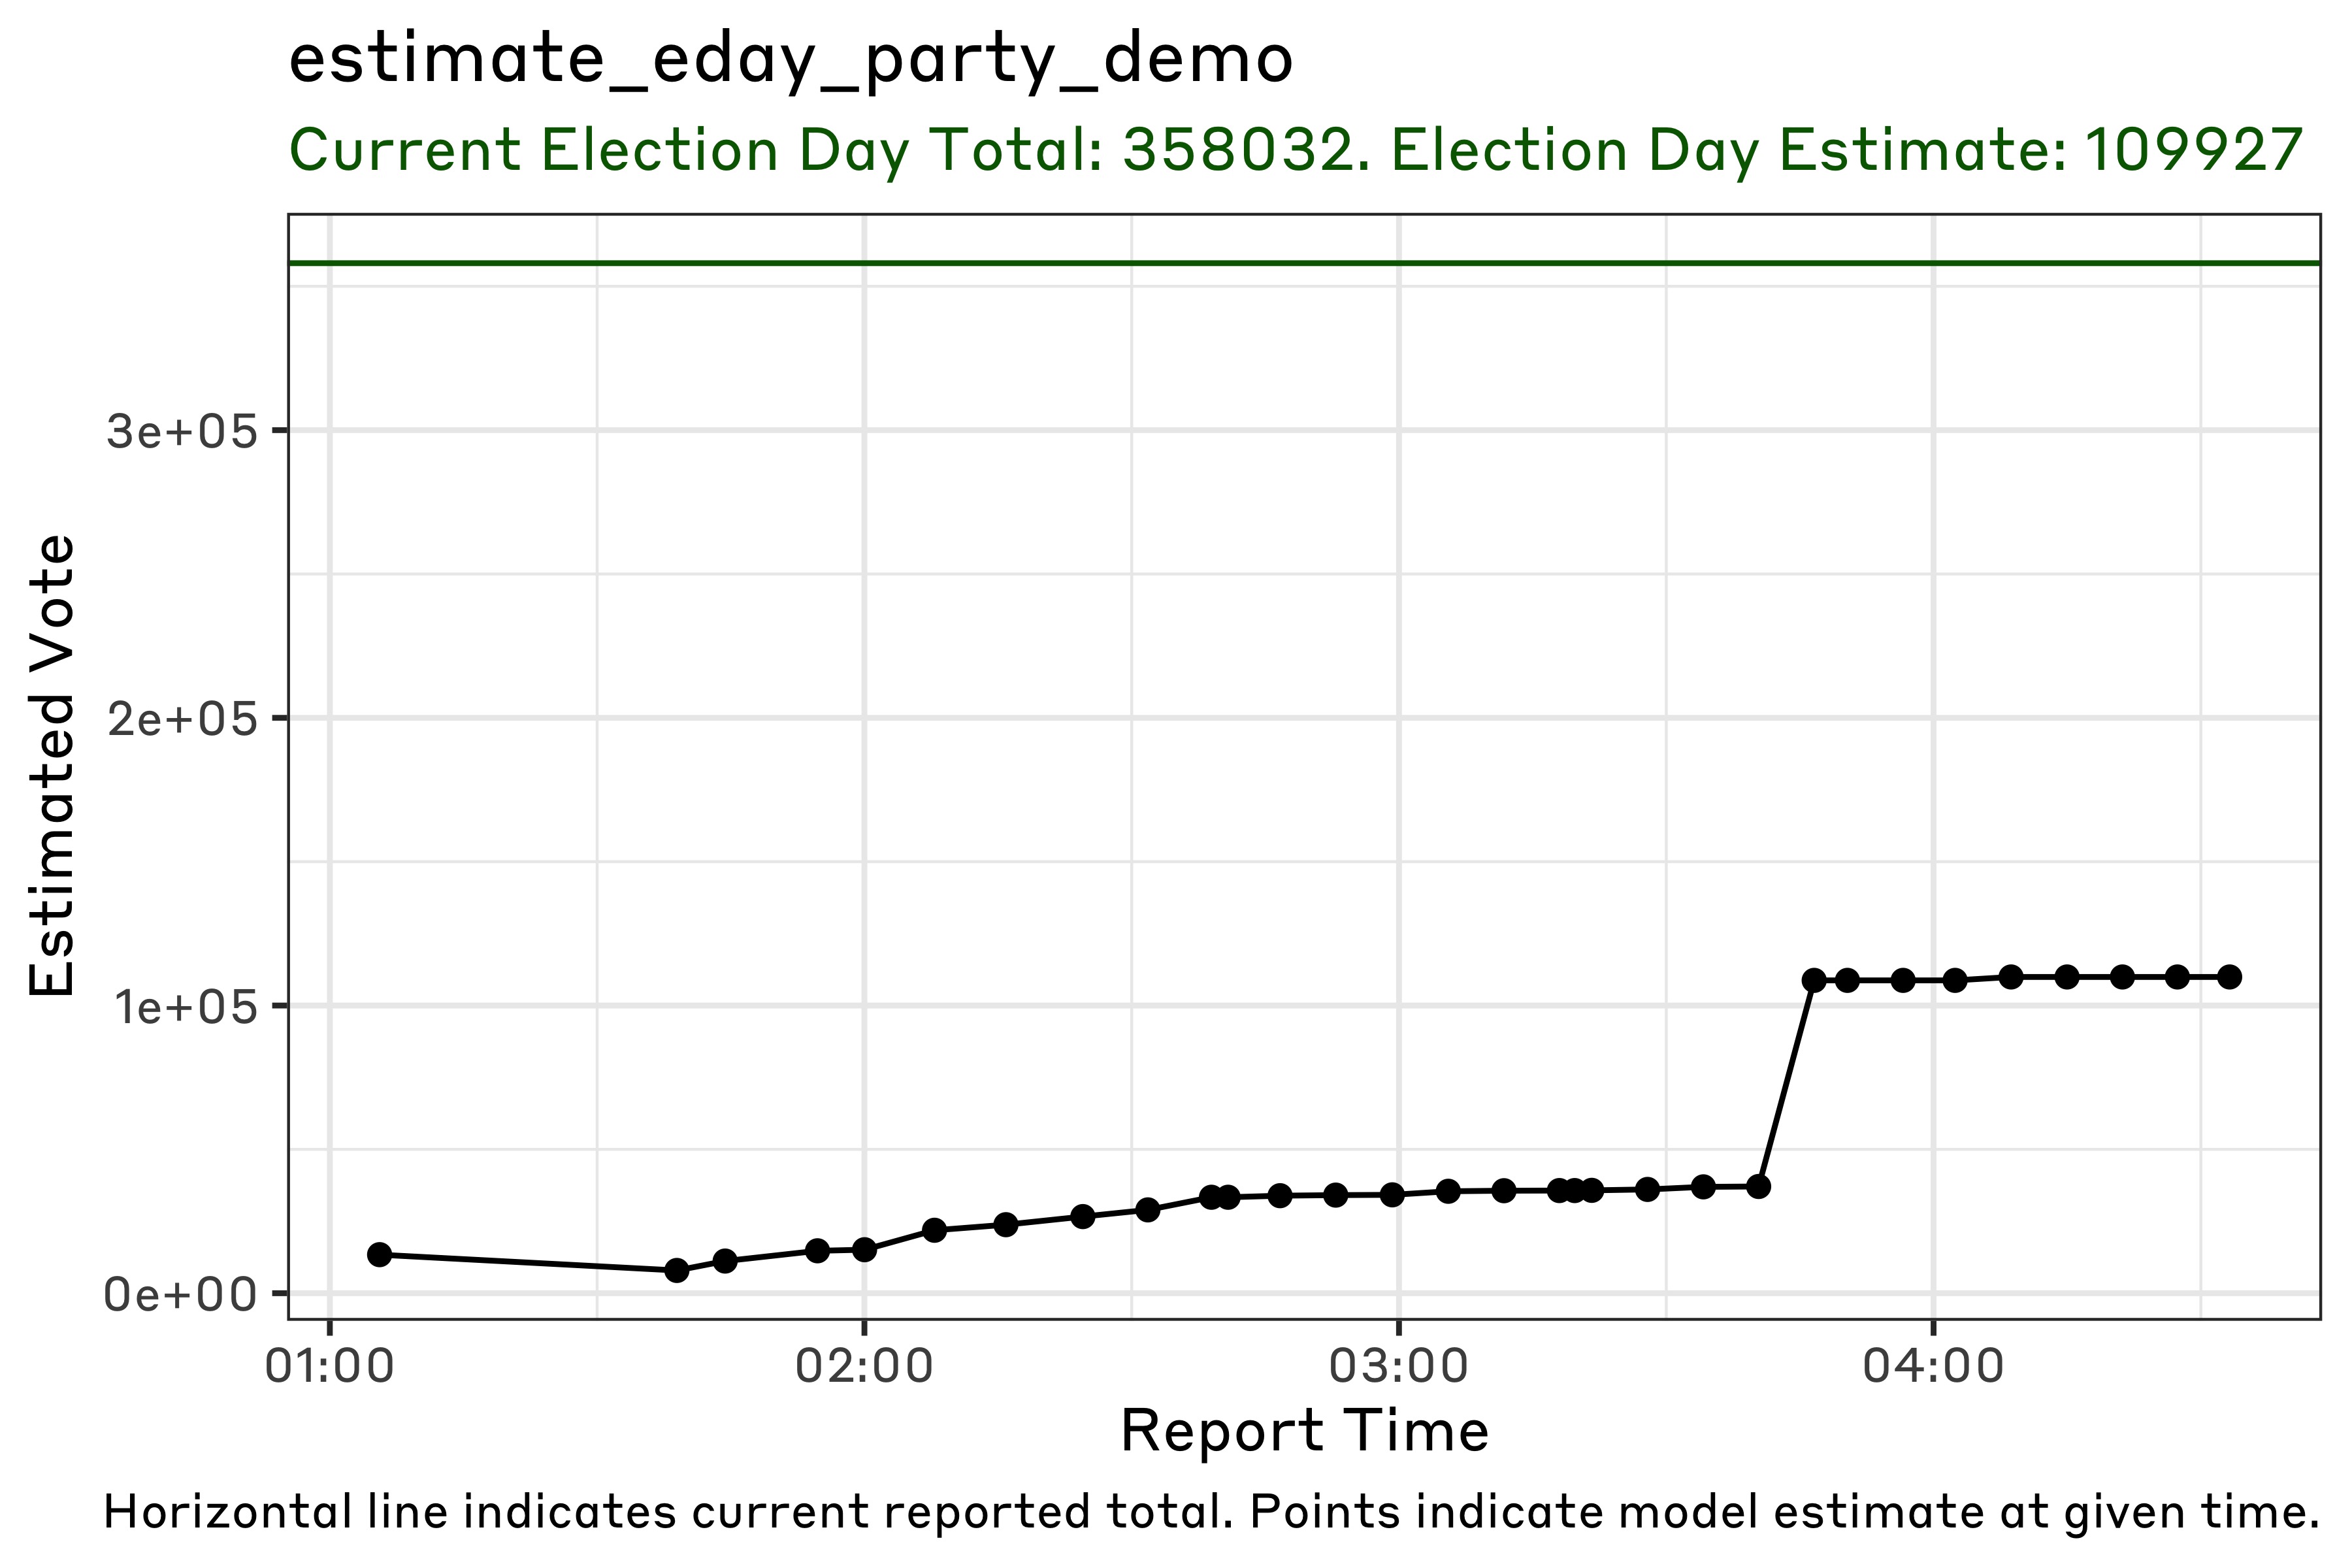 estimate_eday_party_demo
Current Election Day Total: 358032. Election Day Estimate: 109927
3e+05
2e+05
1e+05
0e+00
Estimated Vote
01:00 02:00 03:00 04:00
Report Time
Horizontal line indicates current reported total. Points indicate model estimate at given time.